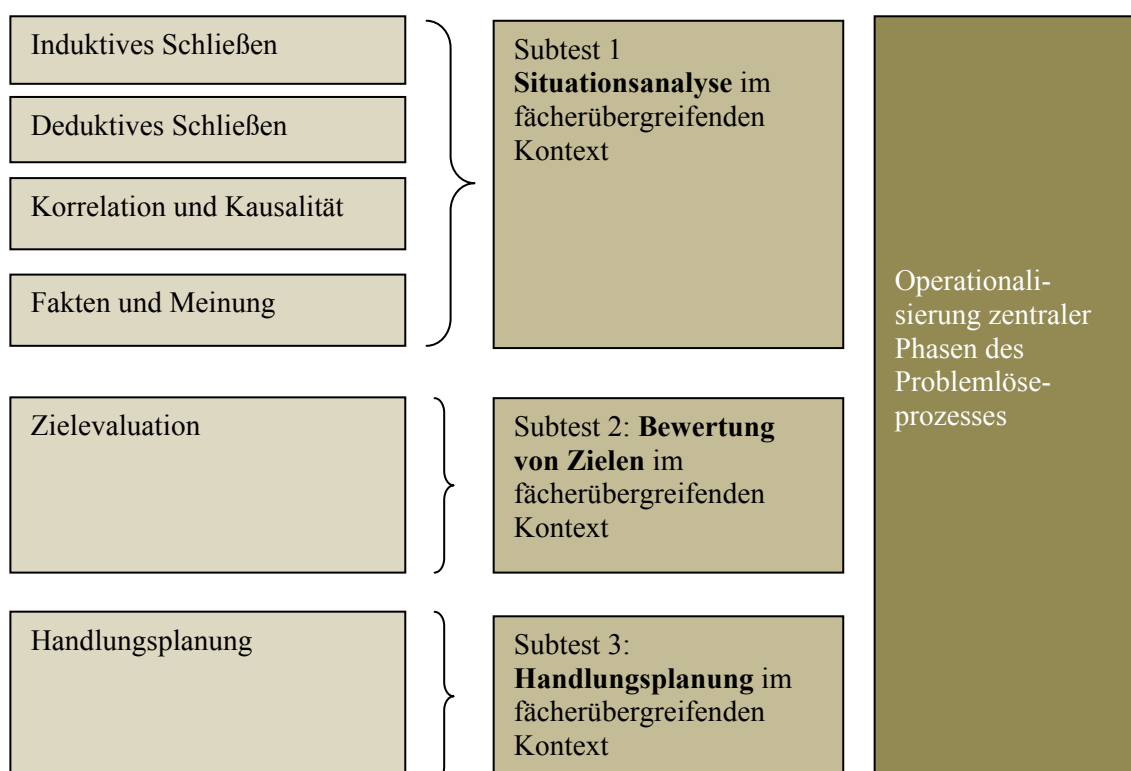 Induktives Schließen
Deduktives Schließen
Korrelation und Kausalität
Fakten und Meinung
Subtest 1
Situationsanalyse im
fächerübergreifenden
Kontext
Zielevaluation
Subtest 2: Bewertung
von Zielen im
fächerübergreifenden
Kontext
Handlungsplanung
Subtest 3:
Handlungsplanung im
fächerübergreifenden
Kontext
Operationali-
sierung zentraler
Phasen des
Problemlöse-
prozesses